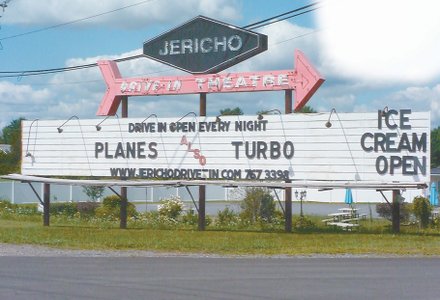 JERICHO
DRIVE-IN THEATRE
DRIVE IN OPEN EVERY NIGHT
PLANES ALSO TURBO
WWW.JERICHODRIVE-IN.COM 767.3398
ICE
CREAM
OPEN